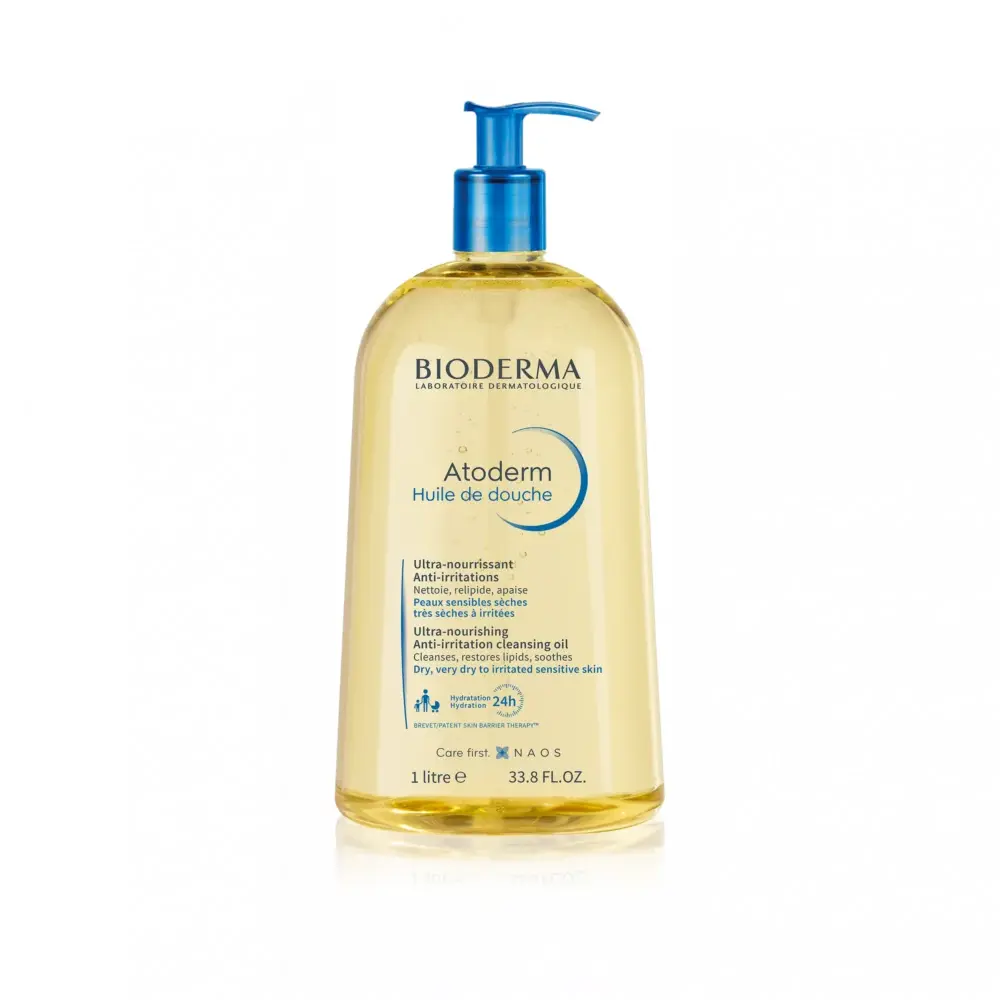 BIODERMA
LABORATOIRE DERMATOLOGIQUE
Atoderm
Huile de douche
Ultra-nourrissant
Anti-irritations
Nettoie, relipide, apaise
Peaux sensibles sèches
très sèches à irritées
Ultra-nourishing
Anti-irritation cleansing oil
Cleanses, restores lipids, soothes
Dry, very dry to irritated sensitive skin
Hydratation
Hydration
24h
BREVET/PATENT SKIN BARRIER THERAPY™
Care first. NAOS
1 litre ℮ 33.8 FL.OZ.